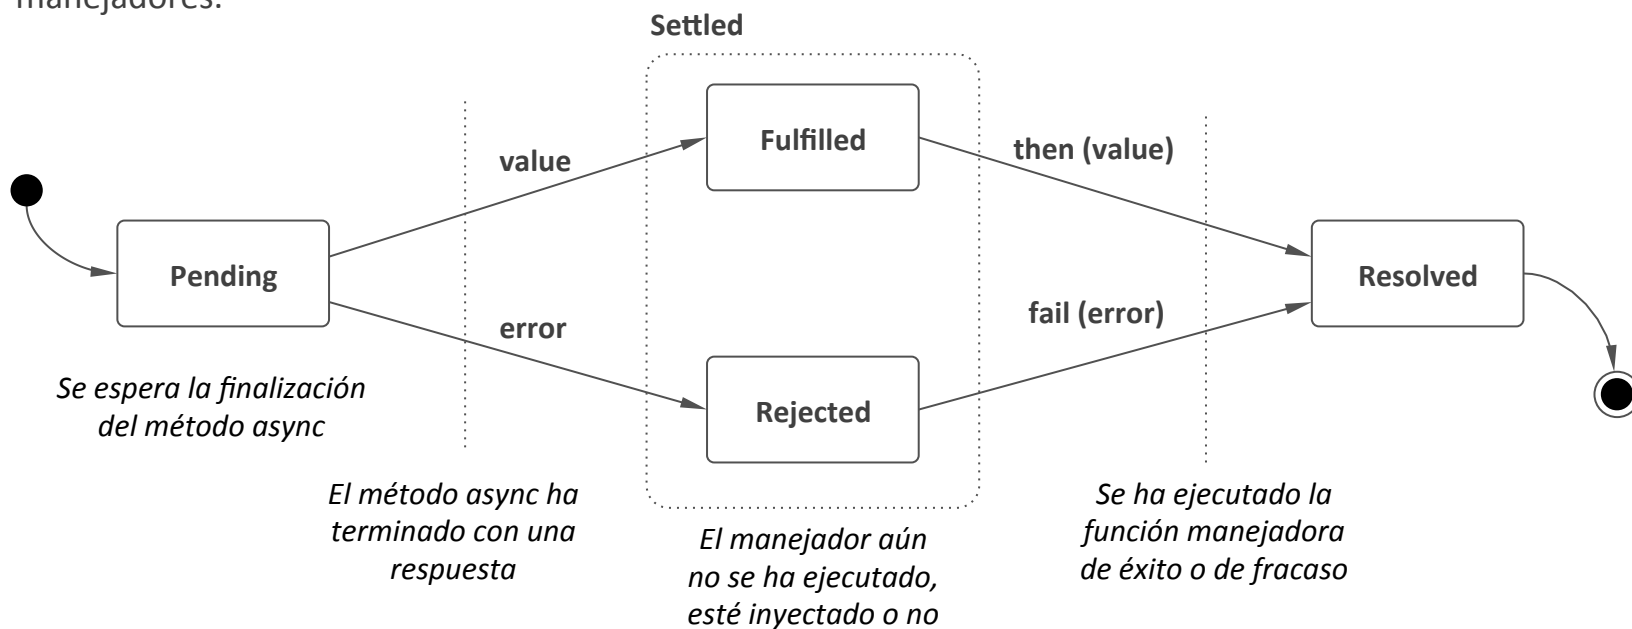 manejadores:
Settled
Fulfilled
value
then (value)
Pending
Resolved
error
fail (error)
Rejected
Se espera la finalización
del método async
El método async ha
terminado con una
respuesta
El manejador aún
no se ha ejecutado,
esté inyectado o no
Se ha ejecutado la
función manejadora
de éxito o de fracaso